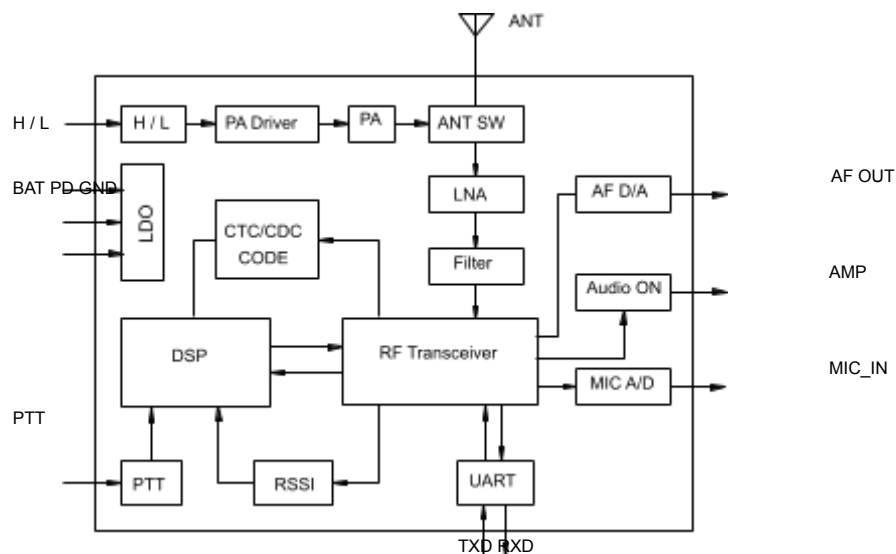 ANT
H / L
H / L
PA Driver
PA
ANT SW
BAT PD GND
LDO
CTC/CDC
CODE
LNA
AF D/A
AF OUT
Filter
Audio ON
AMP
DSP
RF Transceiver
MIC A/D
MIC_IN
PTT
PTT
RSSI
UART
TXD RXD